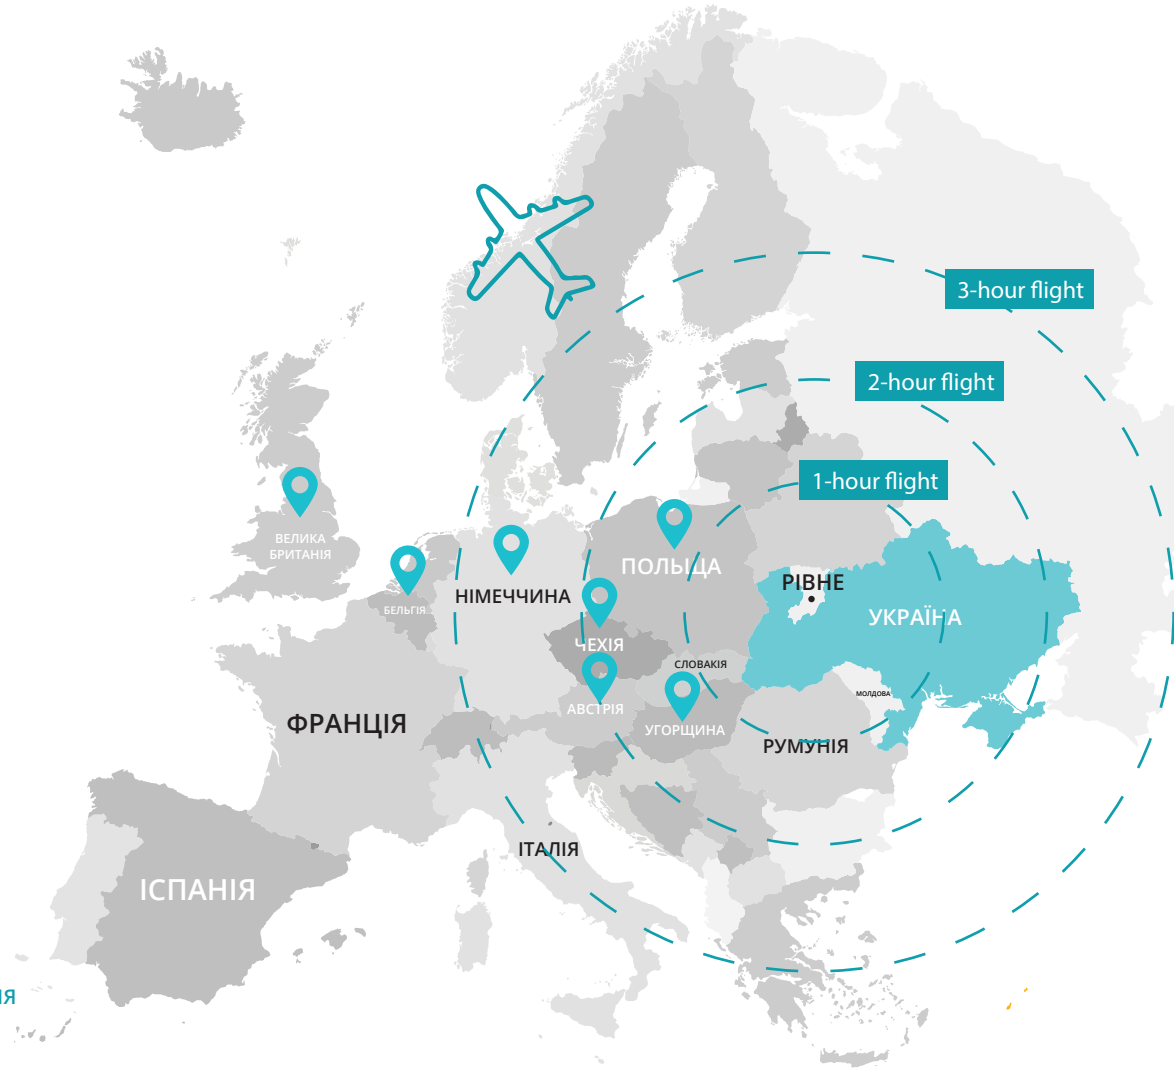 3-hour flight
2-hour flight
1-hour flight
ВЕЛИКА
БРИТАНІЯ
ПОЛЬЩА
РІВНЕ
НІМЕЧЧИНА
БЕЛЬГІЯ
УКРАЇНА
ЧЕХІЯ
СЛОВАКІЯ
МОЛДОВА
АВСТРІЯ
ФРАНЦІЯ
УГОРЩИНА
РУМУНІЯ
ІТАЛІЯ
ІСПАНІЯ